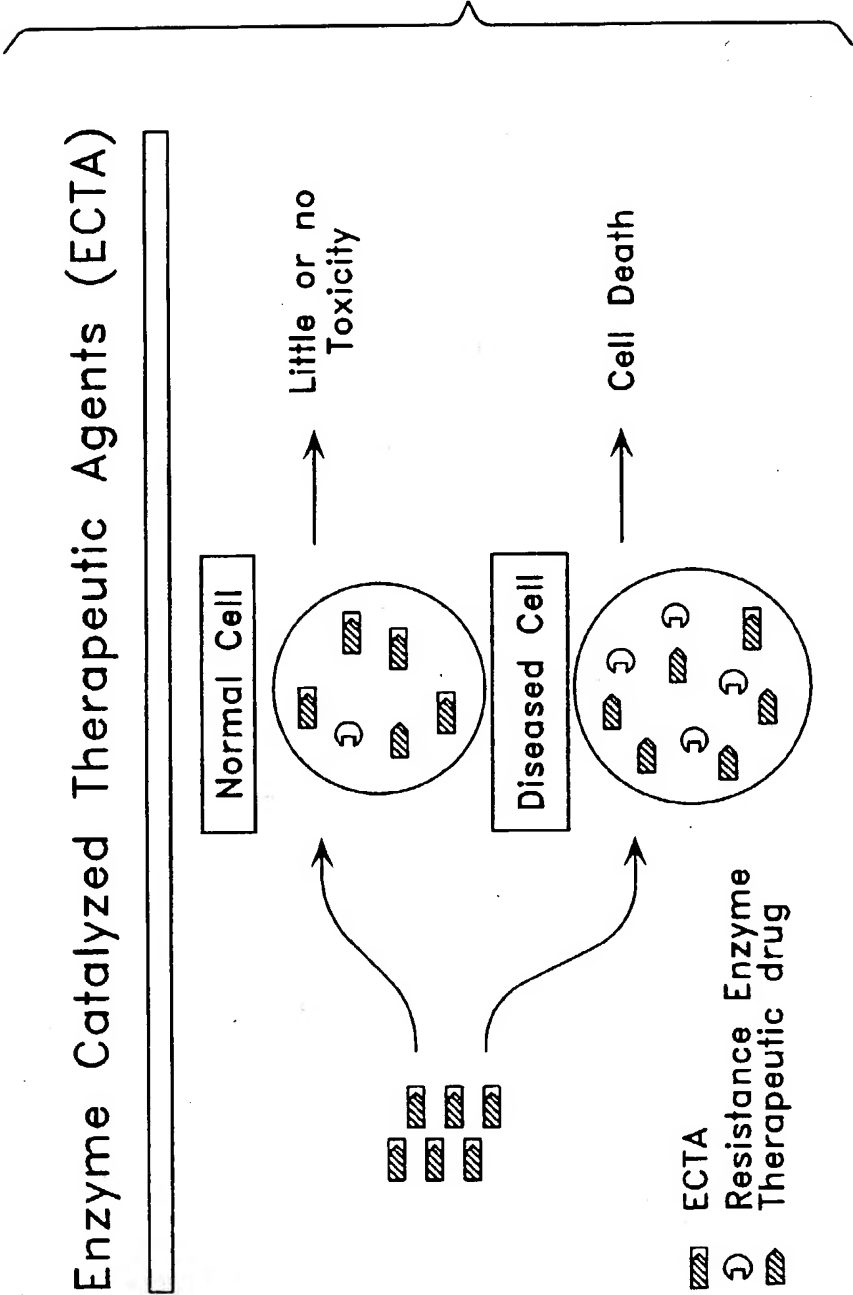 Enzyme Catalyzed Therapeutic Agents (ECTA)
Normal Cell
Little or no
Toxicity
Diseased Cell
Cell Death
ECTA
Resistance Enzyme
Therapeutic drug